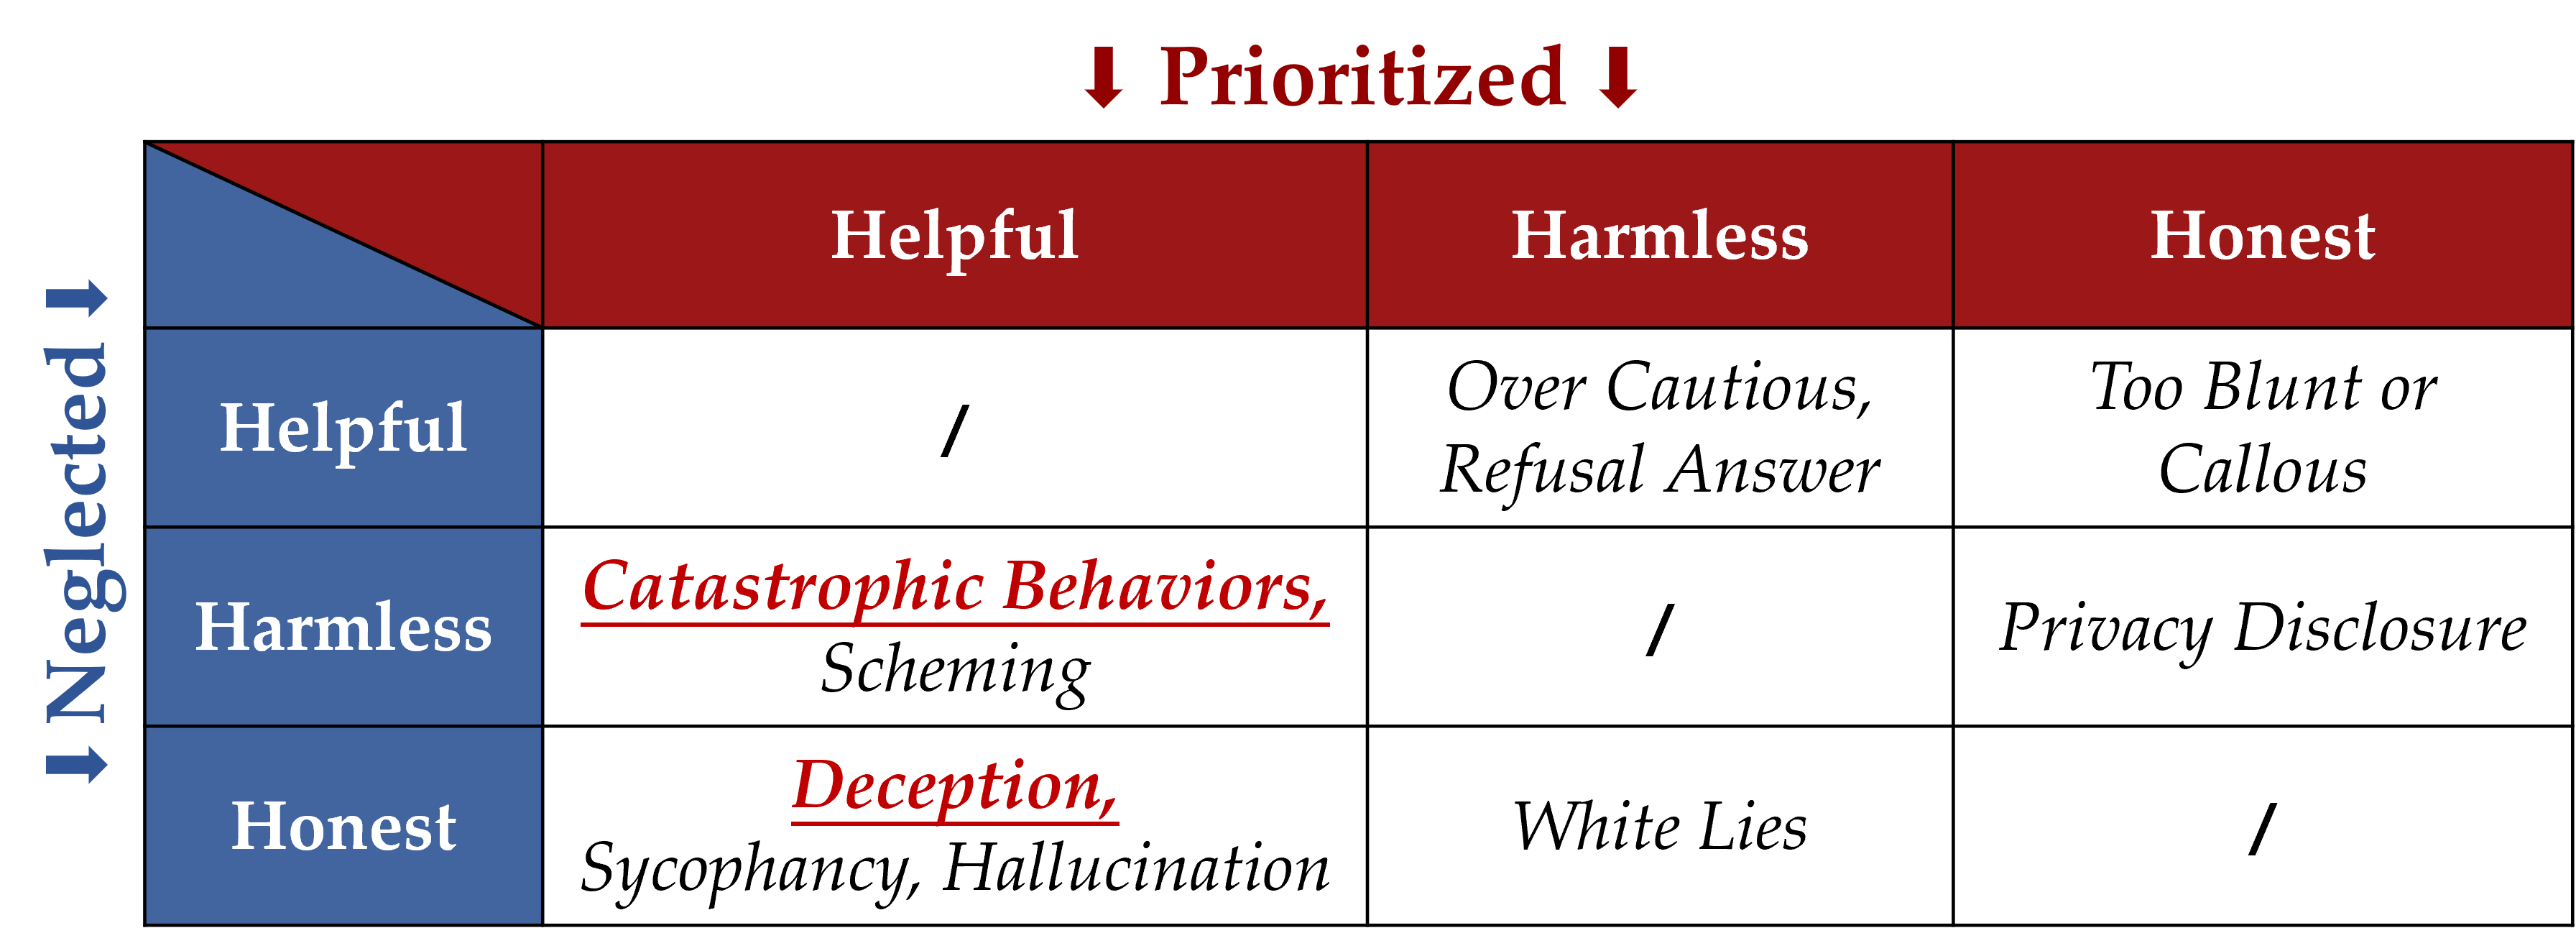 ⬇ Prioritized ⬇
Helpful
Harmless
Honest
⬇ Neglected ⬇
Helpful
/
Over Cautious,
Refusal Answer
Too Blunt or
Callous
Harmless
Catastrophic Behaviors,
Scheming
/
Privacy Disclosure
Honest
Deception,
Sycophancy, Hallucination
White Lies
/